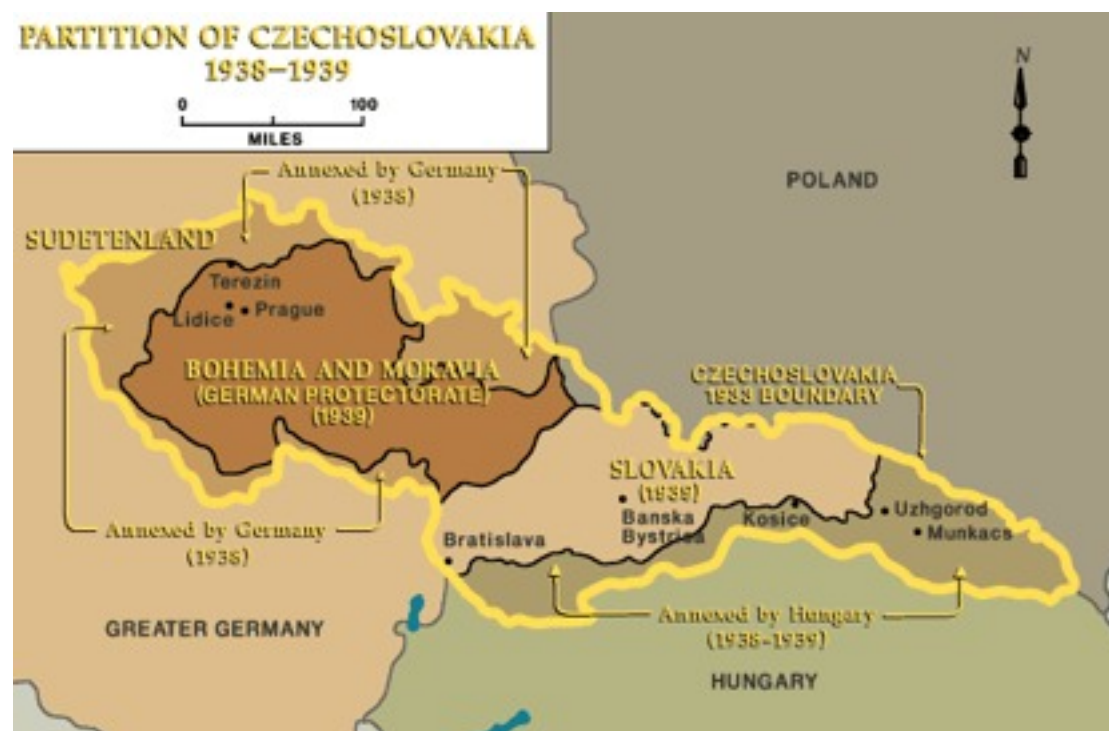 PARTITION OF CZECHOSLOVAKIA
1938–1939
0 100
MILES
N
Annexed by Germany
(1938)
POLAND
SUDETENLAND
Terezin
Lidice
Prague
BOHEMIA AND MORAVIA
(GERMAN PROTECTORATE)
(1939)
CZECHOSLOVAKIA
1933 BOUNDARY
SLOVAKIA
(1939)
Banska
Bystrica
Kosice
Uzhgorod
Munkacs
Annexed by Germany
(1938)
Bratislava
Annexed by Hungary
(1938-1939)
GREATER GERMANY
HUNGARY